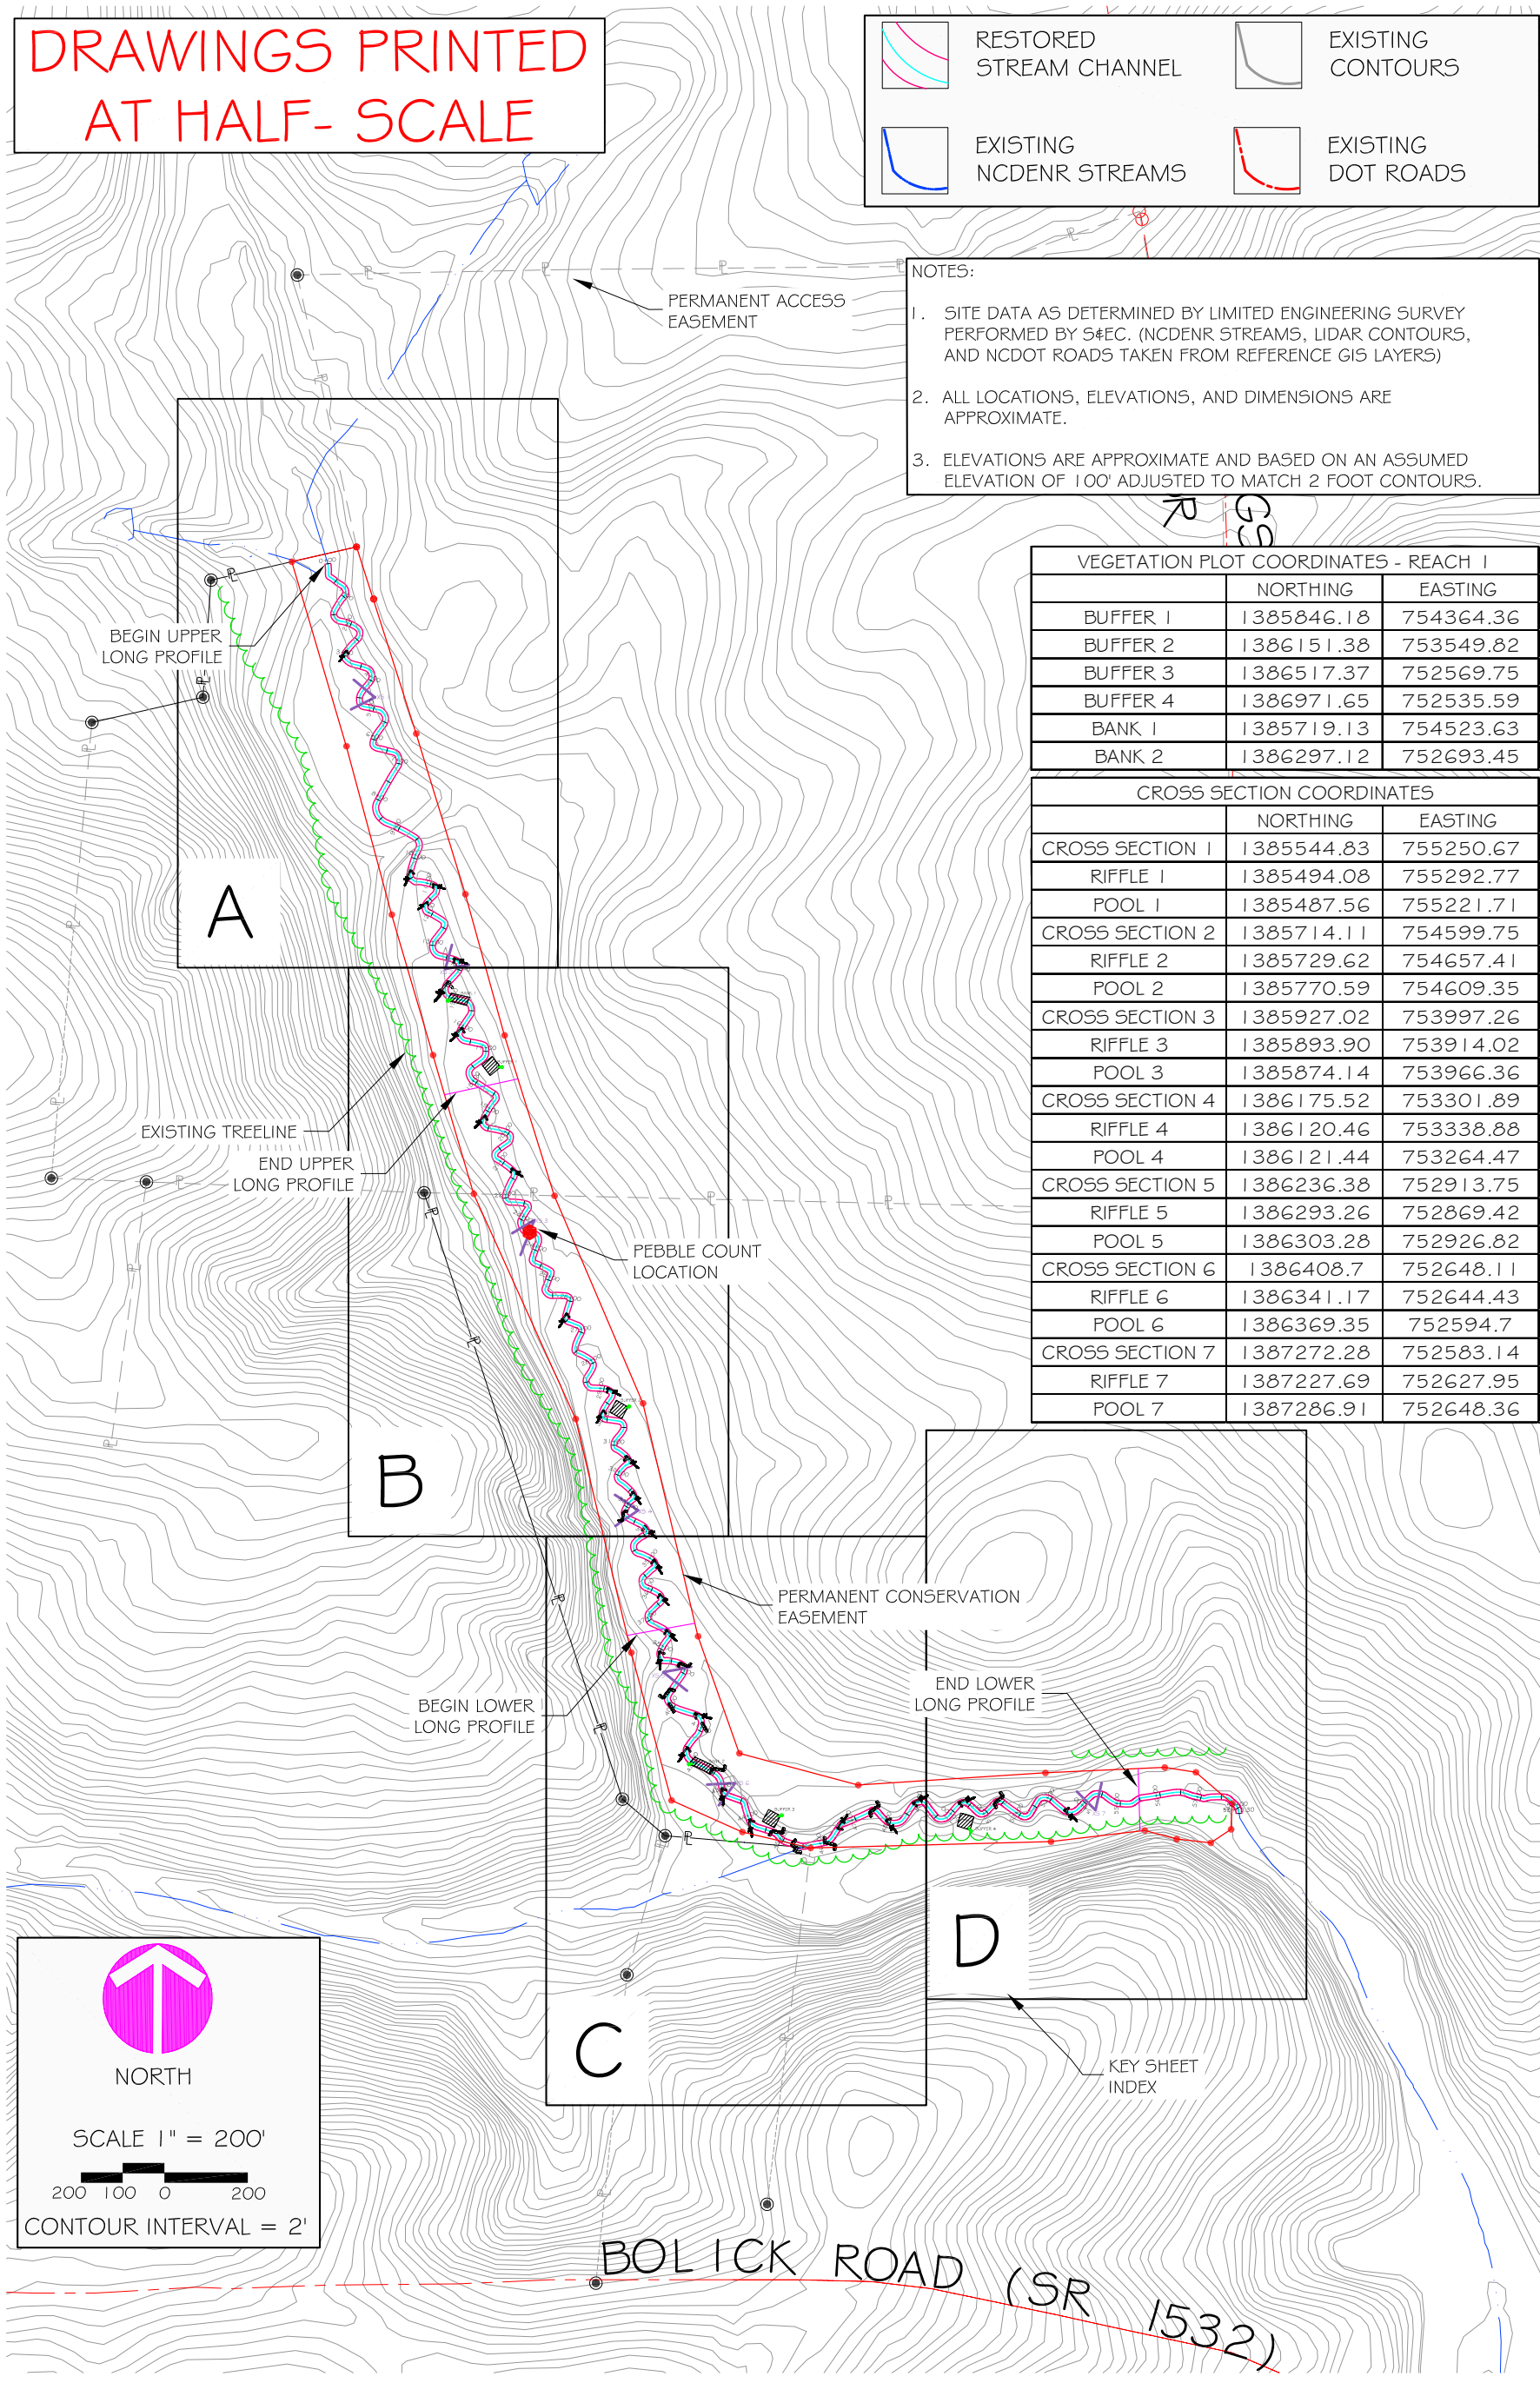 DRAWINGS PRINTED
AT HALF- SCALE
RESTORED
STREAM CHANNEL
EXISTING
CONTOURS
EXISTING
NCDENR STREAMS
EXISTING
DOT ROADS
NOTES:
1. SITE DATA AS DETERMINED BY LIMITED ENGINEERING SURVEY
PERFORMED BY S&EC. (NCDENR STREAMS, LIDAR CONTOURS,
AND NCDOT ROADS TAKEN FROM REFERENCE GIS LAYERS)
2. ALL LOCATIONS, ELEVATIONS, AND DIMENSIONS ARE
APPROXIMATE.
3. ELEVATIONS ARE APPROXIMATE AND BASED ON AN ASSUMED
ELEVATION OF 100' ADJUSTED TO MATCH 2 FOOT CONTOURS.
PERMANENT ACCESS
EASEMENT
VEGETATION PLOT COORDINATES - REACH 1
NORTHING EASTING
BUFFER 1 1385846.18 754364.36
BUFFER 2 1386151.38 753549.82
BUFFER 3 1386517.37 752569.75
BUFFER 4 1386971.65 752535.59
BANK 1 1385719.13 754523.63
BANK 2 1386297.12 752693.45
CROSS SECTION COORDINATES
NORTHING EASTING
CROSS SECTION 1 1385544.83 755250.67
RIFFLE 1 1385494.08 755292.77
POOL 1 1385487.56 755221.71
CROSS SECTION 2 1385714.11 754599.75
RIFFLE 2 1385729.62 754657.41
POOL 2 1385770.59 754609.35
CROSS SECTION 3 1385927.02 753997.26
RIFFLE 3 1385893.90 753914.02
POOL 3 1385874.14 753966.36
CROSS SECTION 4 1386175.52 753301.89
RIFFLE 4 1386120.46 753338.88
POOL 4 1386121.44 753264.47
CROSS SECTION 5 1386236.38 752913.75
RIFFLE 5 1386293.26 752869.42
POOL 5 1386303.28 752926.82
CROSS SECTION 6 1386408.7 752648.11
RIFFLE 6 1386341.17 752644.43
POOL 6 1386369.35 752594.7
CROSS SECTION 7 1387272.28 752583.14
RIFFLE 7 1387227.69 752627.95
POOL 7 1387286.91 752648.36
BEGIN UPPER
LONG PROFILE
A
EXISTING TREELINE
END UPPER
LONG PROFILE
PEBBLE COUNT
LOCATION
B
PERMANENT CONSERVATION
EASEMENT
BEGIN LOWER
LONG PROFILE
END LOWER
LONG PROFILE
D
C
KEY SHEET
INDEX
NORTH
SCALE 1" = 200'
200 100 0 200
CONTOUR INTERVAL = 2'
BOLICK ROAD (SR 1532)